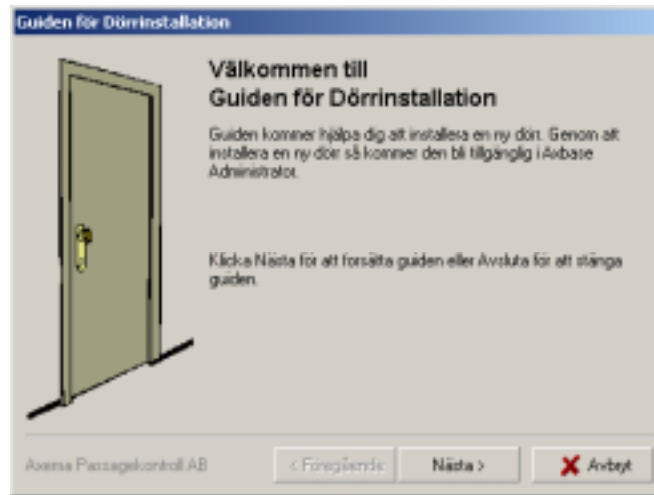 Guiden för Dörrinstallation
Välkommen till
Guiden för Dörrinstallation
Guiden kommer hjälpa dig att installera en ny dörr. Genom att
installera en ny dörr så kommer den bli tillgänglig i Axbase
Administrator.
Klicka Nästa för att forsätta guiden eller Avsluta för att stänga
guiden.
Axema Passagekontroll AB
< Föregående
Nästa >
Avbryt